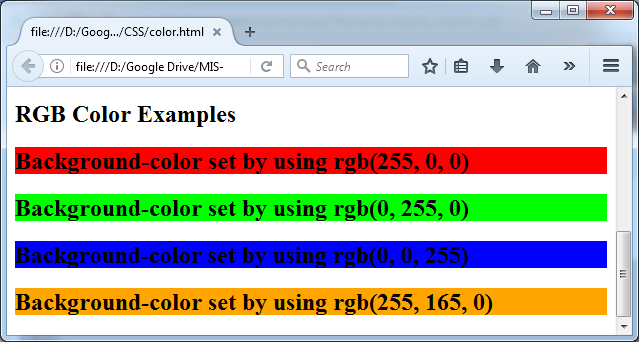 file:///D:/Goog.../CSS/color.html
file:///D:/Google Drive/MIS-
Search
RGB Color Examples
Background-color set by using rgb(255, 0, 0)
Background-color set by using rgb(0, 255, 0)
Background-color set by using rgb(0, 0, 255)
Background-color set by using rgb(255, 165, 0)